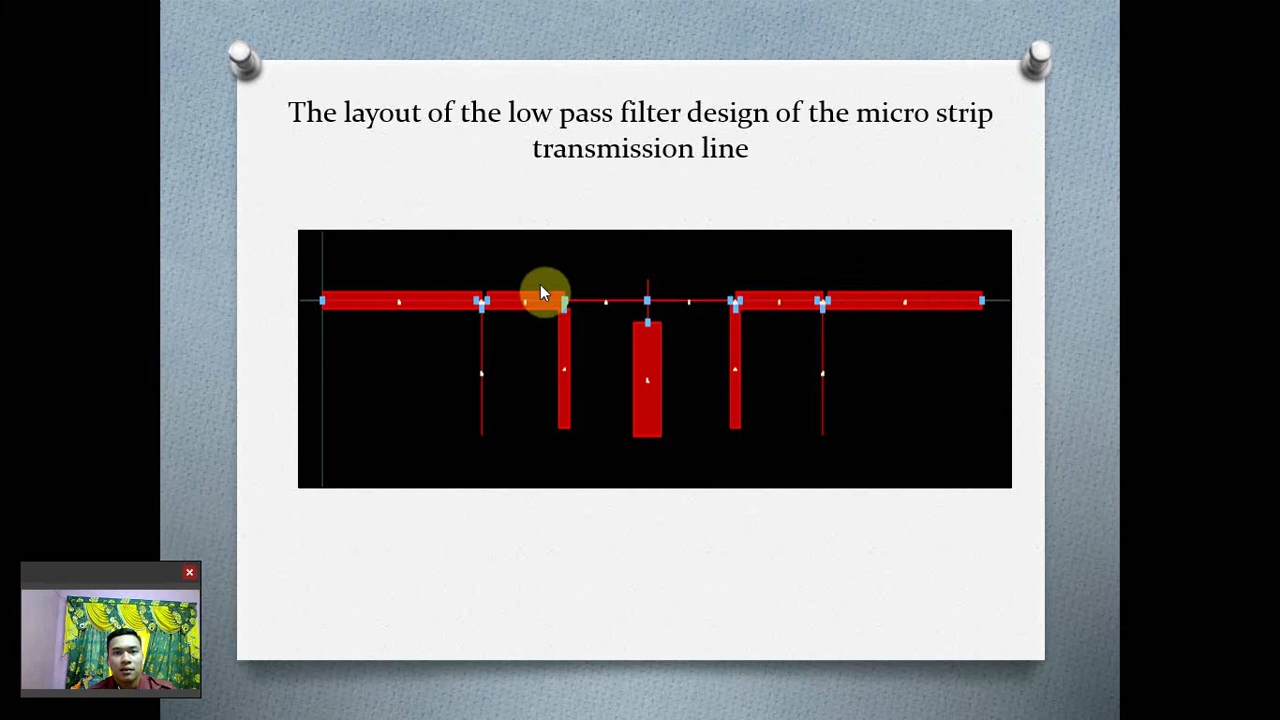 The layout of the low pass filter design of the micro strip
transmission line